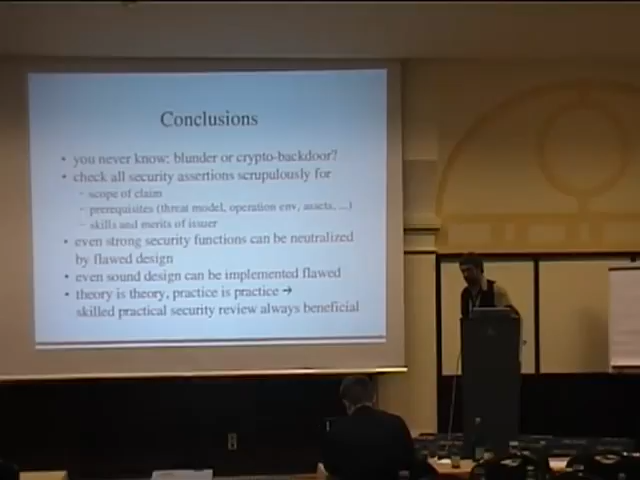 Conclusions
• you never know: blunder or crypto-backdoor?
• check all security assertions scrupulously for
- scope of claim
- prerequisites (threat model, operation env, assets, ...)
- skills and merits of issuer
• even strong security functions can be neutralized
by flawed design
• even sound design can be implemented flawed
• theory is theory, practice is practice →
skilled practical security review always beneficial